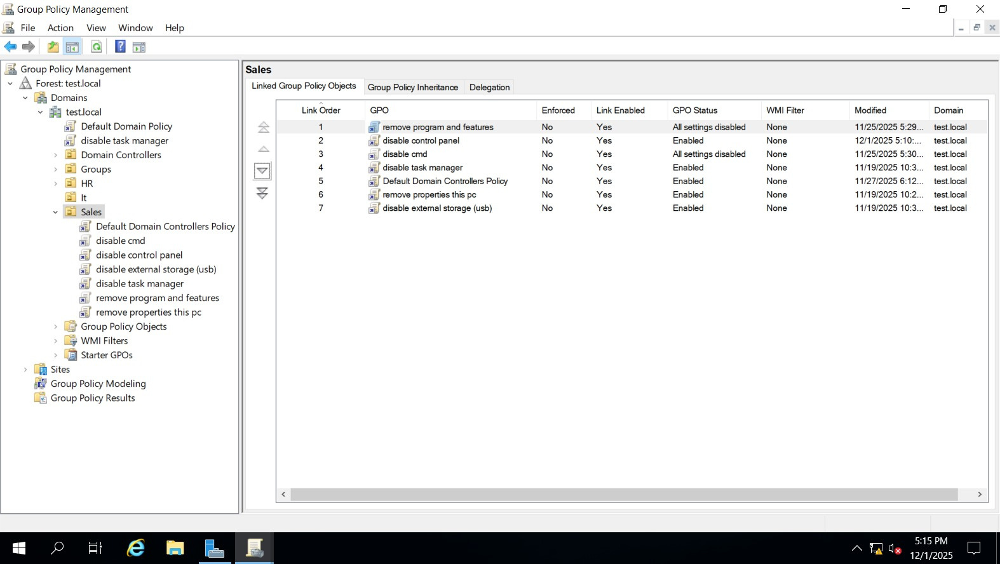 Group Policy Management
File Action View Window Help
Group Policy Management
Forest: test.local
Domains
test.local
Default Domain Policy
disable task manager
Domain Controllers
Groups
HR
It
Sales
Default Domain Controllers Policy
disable cmd
disable control panel
disable external storage (usb)
disable task manager
remove program and features
remove properties this pc
Group Policy Objects
WMI Filters
Starter GPOs
Sites
Group Policy Modeling
Group Policy Results
Sales
Linked Group Policy Objects Group Policy Inheritance Delegation
Link Order GPO Enforced Link Enabled GPO Status WMI Filter Modified Domain
1 remove program and features No Yes All settings disabled None 11/25/2025 5:29... test.local
2 disable control panel No Yes Enabled None 12/1/2025 5:10:... test.local
3 disable cmd No Yes All settings disabled None 11/25/2025 5:30... test.local
4 disable task manager No Yes Enabled None 11/19/2025 10:3... test.local
5 Default Domain Controllers Policy No Yes Enabled None 11/27/2025 6:12... test.local
6 remove properties this pc No Yes Enabled None 11/19/2025 10:2... test.local
7 disable external storage (usb) No Yes Enabled None 11/19/2025 10:3... test.local
5:15 PM
12/1/2025